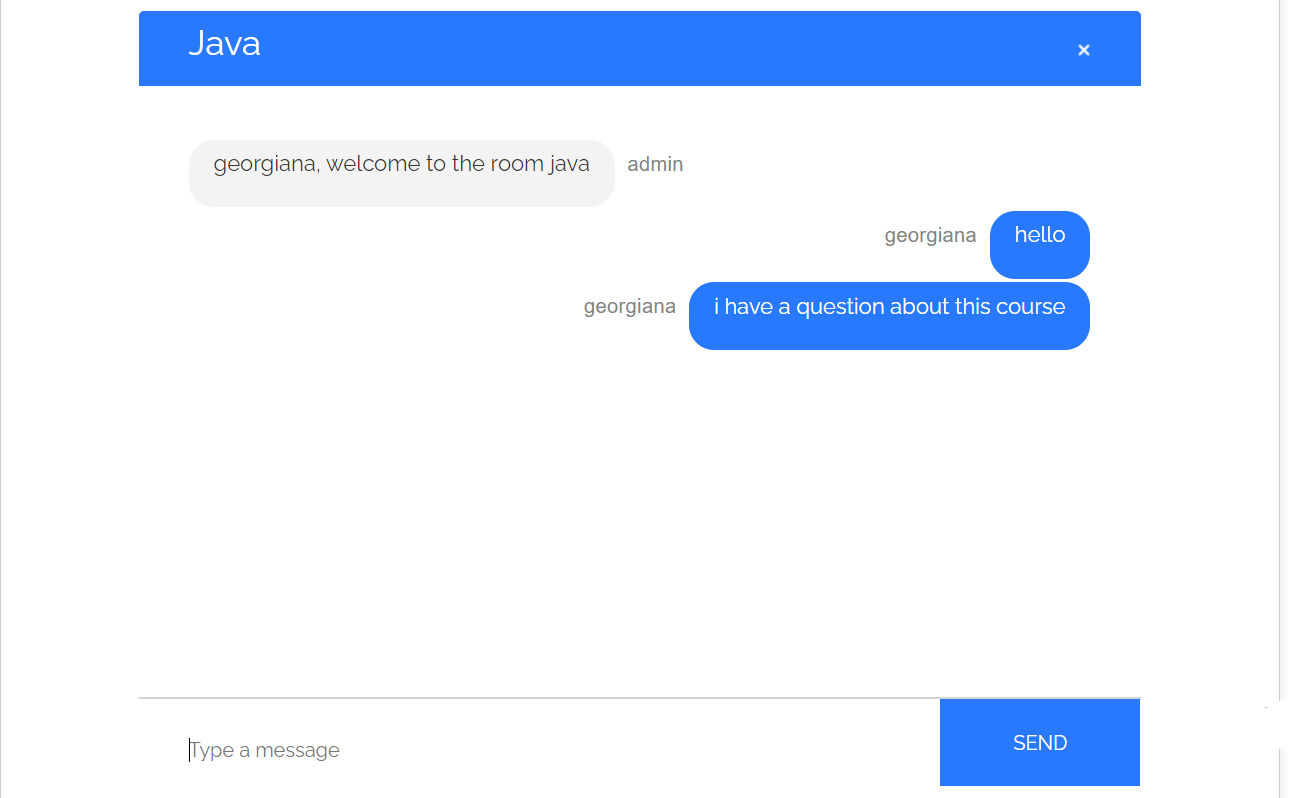 Java
×
georgiana, welcome to the room java admin
georgiana hello
georgiana i have a question about this course
Type a message
SEND